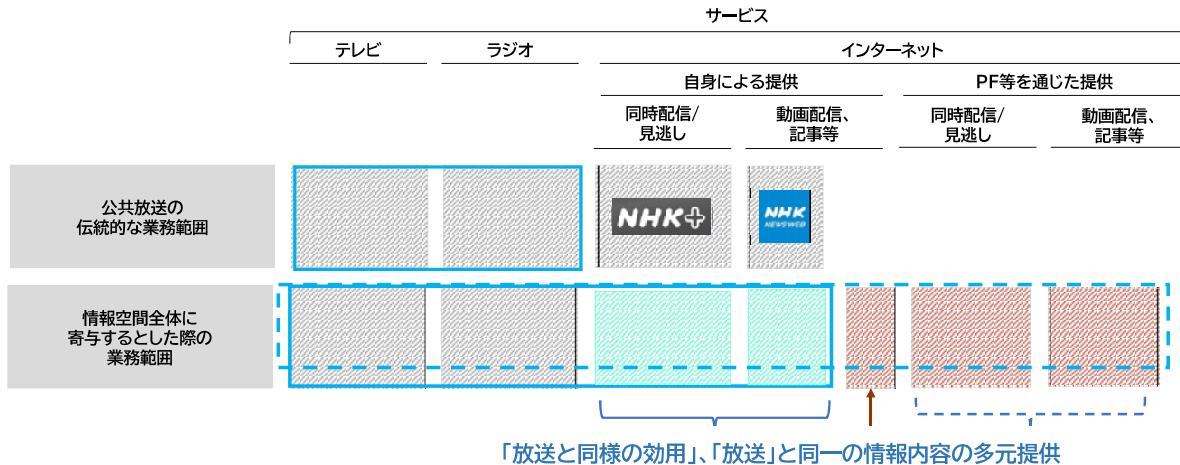 サービス
テレビ
ラジオ
インターネット
自身による提供
PF等を通じた提供
同時配信/
見逃し
動画配信、
記事等
同時配信/
見逃し
動画配信、
記事等
公共放送の
伝統的な業務範囲
NHK+
NHK
NEWS WEB
情報空間全体に
寄与するとした際の
業務範囲
「放送と同様の効用」、「放送」と同一の情報内容の多元提供